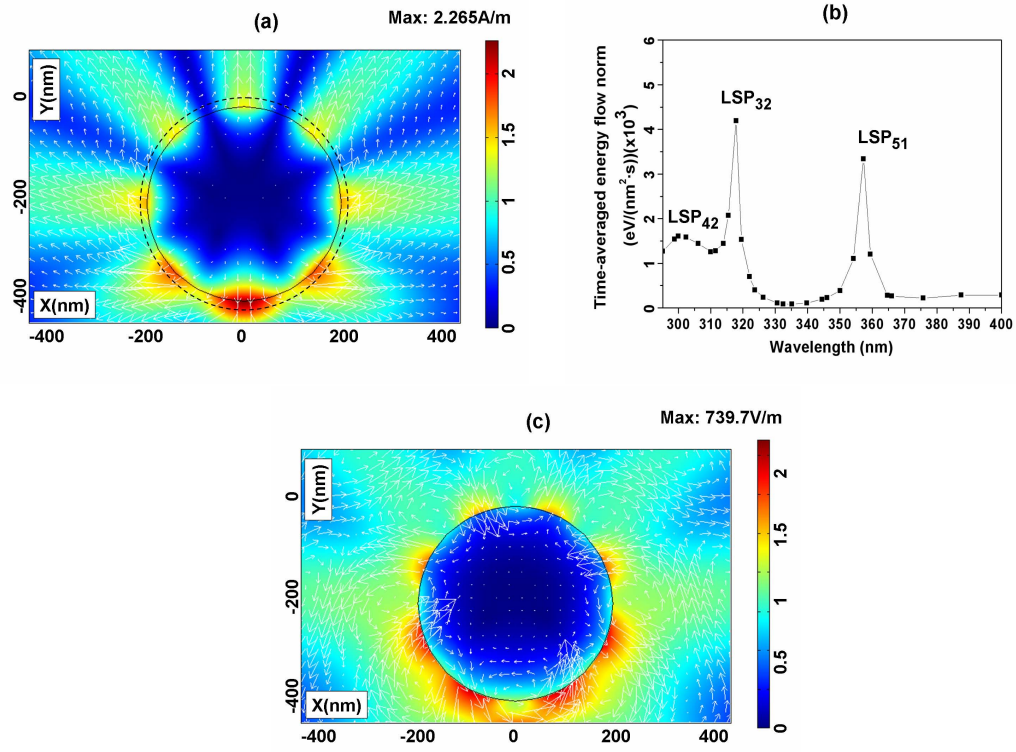 (a)
Max: 2.265A/m
Y(nm)
0
-200
-400
X(nm)
-400
-200
0
200
400
2
1.5
1
0.5
0
(b)
Time-averaged energy flow norm
(eV/(nm²·s))(x10³)
6
5
4
3
2
1
0
LSP₄₂
LSP₃₂
LSP₅₁
300 310 320 330 340 350 360 370 380 390 400
Wavelength (nm)
(c)
Max: 739.7V/m
Y(nm)
0
-200
-400
X(nm)
-400
-200
0
200
400
2
1.5
1
0.5
0